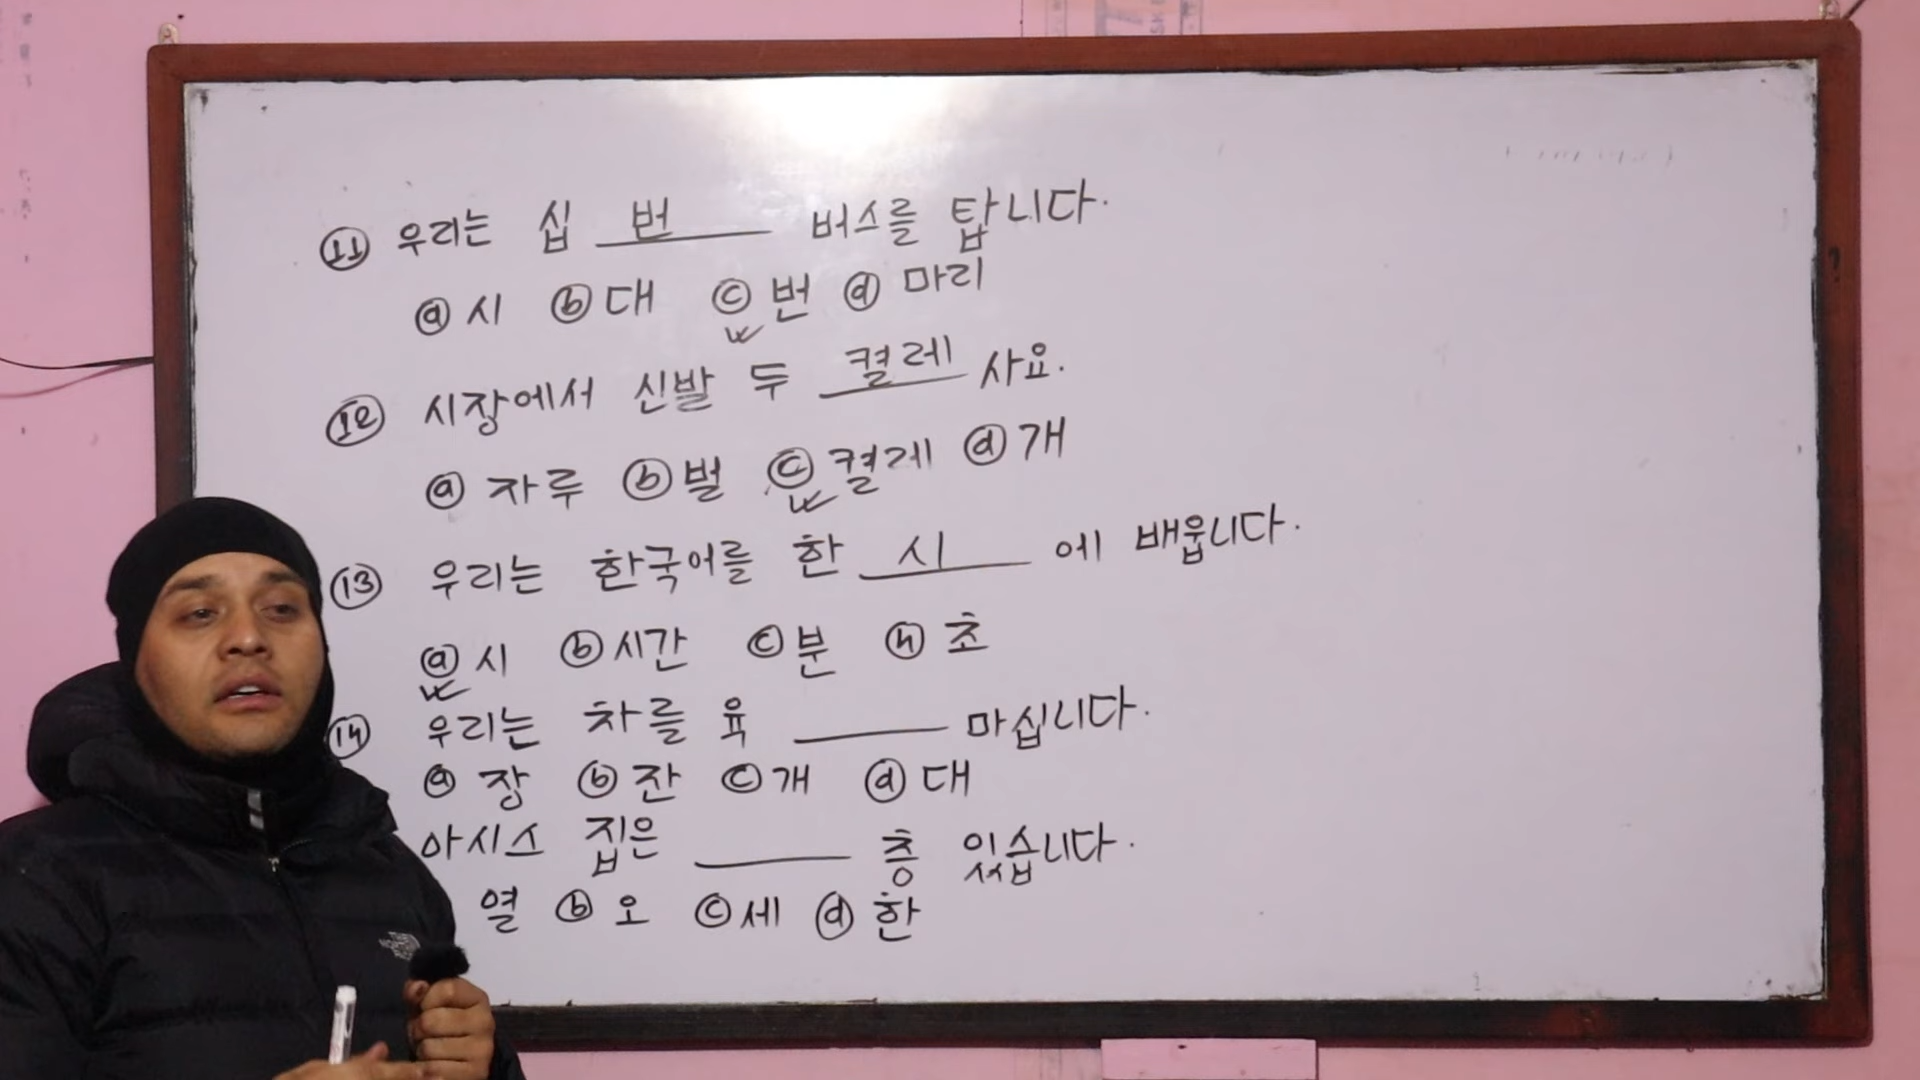 ⑪ 우리는 십 번 버스를 탑니다.
ⓐ 시 ⓑ 대 ⓒ 번 ⓓ 마리
⑫ 시장에서 신발 두 켤레 사요.
ⓐ 자루 ⓑ 벌 ⓒ 켤레 ⓓ 개
⑬ 우리는 한국어를 한 시 에 배웁니다.
ⓐ 시 ⓑ 시간 ⓒ 분 ⓗ 초
⑭ 우리는 차를 육 ______ 마십니다.
ⓐ 장 ⓑ 잔 ⓒ 개 ⓓ 대
아시스 집은 ______ 층 있습니다.
열 ⓑ 오 ⓒ 세 ⓓ 한